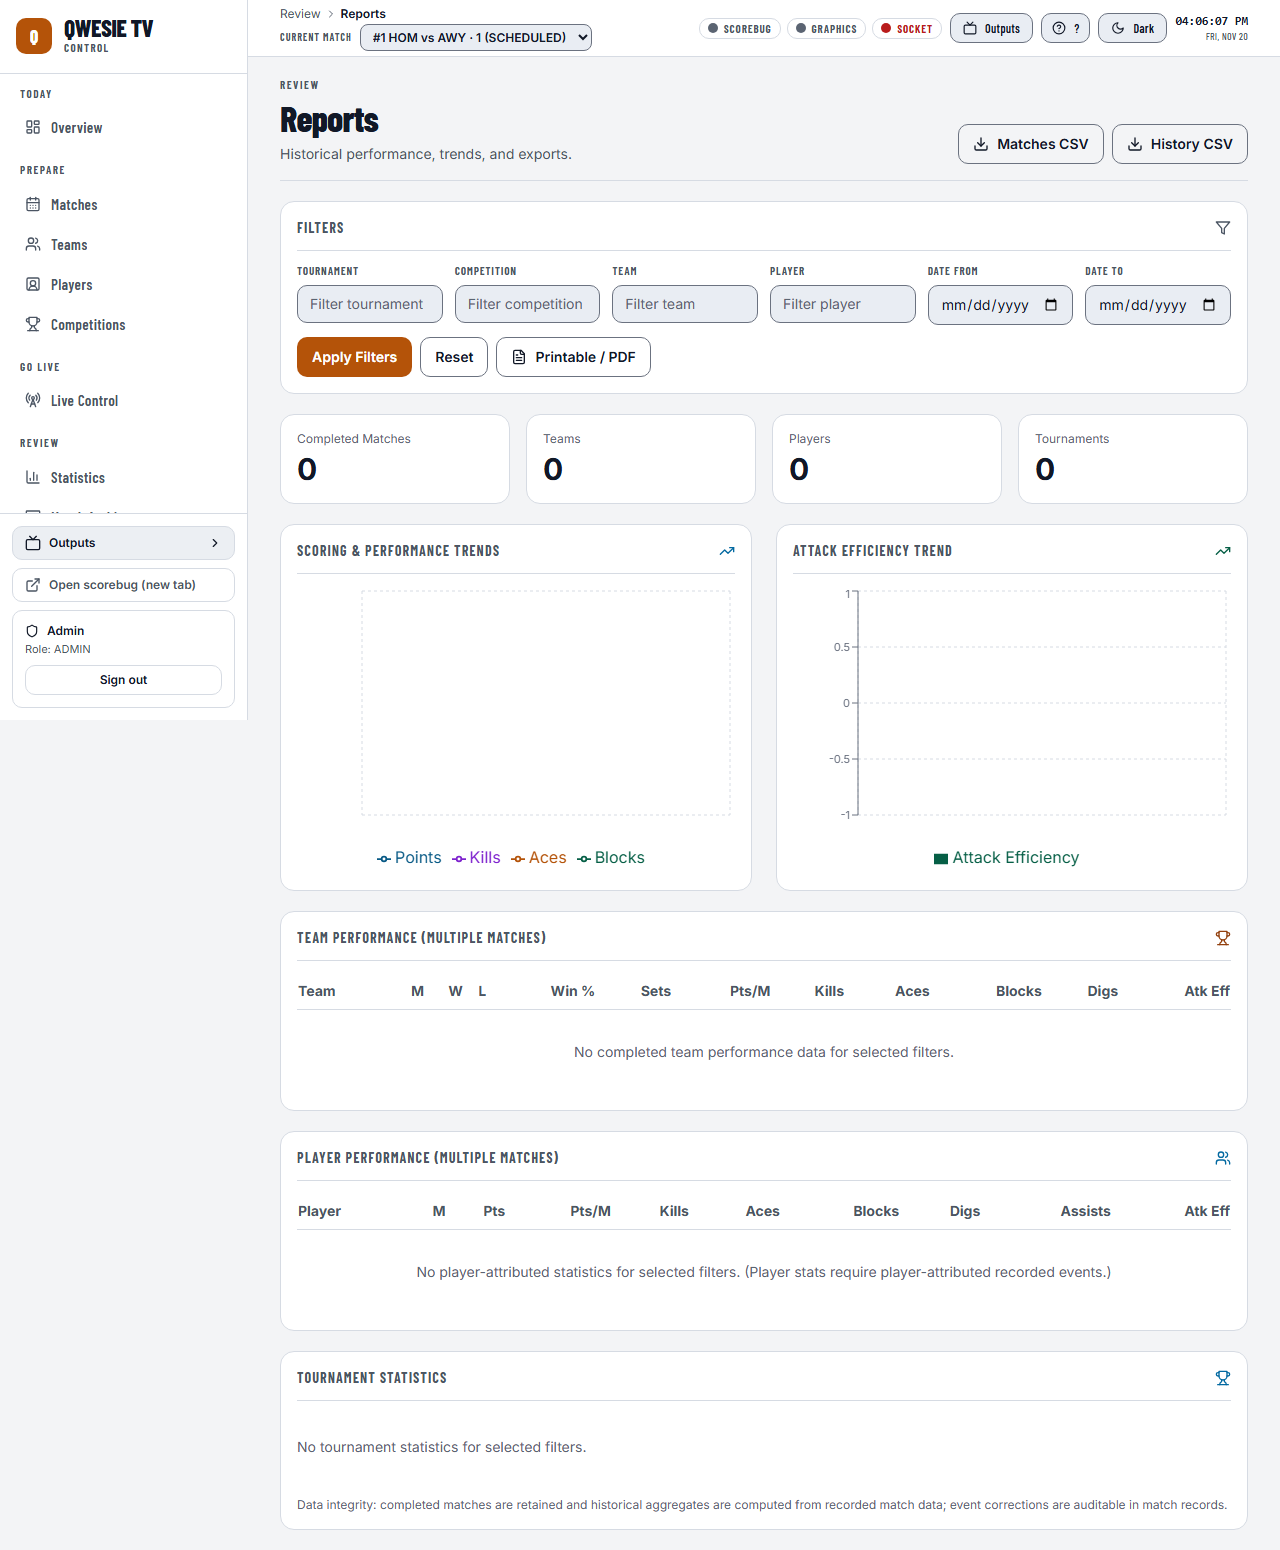 QWESIE TV
CONTROL
Q
TODAY
Overview
PREPARE
Matches
Teams
Players
Competitions
GO LIVE
Live Control
REVIEW
Statistics
Outputs
Open scorebug (new tab)
Admin
Role: ADMIN
Sign out
Review > Reports
CURRENT MATCH #1 HOM vs AWY · 1 (SCHEDULED)
SCOREBUG GRAPHICS SOCKET Outputs ? Dark
04:06:07 PM
FRI, NOV 20
REVIEW
Reports
Historical performance, trends, and exports.
Matches CSV History CSV
FILTERS
TOURNAMENT COMPETITION TEAM PLAYER DATE FROM DATE TO
Filter tournament Filter competition Filter team Filter player mm/dd/yyyy mm/dd/yyyy
Apply Filters Reset Printable / PDF
Completed Matches Teams Players Tournaments
0 0 0 0
SCORING & PERFORMANCE TRENDS
Points Kills Aces Blocks
ATTACK EFFICIENCY TREND
1
0.5
0
-0.5
-1
Attack Efficiency
TEAM PERFORMANCE (MULTIPLE MATCHES)
Team M W L Win % Sets Pts/M Kills Aces Blocks Digs Atk Eff
No completed team performance data for selected filters.
PLAYER PERFORMANCE (MULTIPLE MATCHES)
Player M Pts Pts/M Kills Aces Blocks Digs Assists Atk Eff
No player-attributed statistics for selected filters. (Player stats require player-attributed recorded events.)
TOURNAMENT STATISTICS
No tournament statistics for selected filters.
Data integrity: completed matches are retained and historical aggregates are computed from recorded match data; event corrections are auditable in match records.